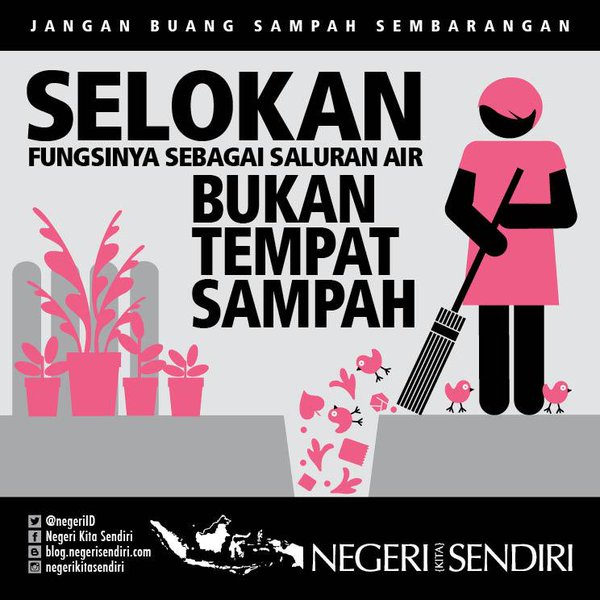 JANGAN BUANG SAMPAH SEMBARANGAN
SELOKAN
FUNGSINYA SEBAGAI SALURAN AIR
BUKAN
TEMPAT
SAMPAH
@negeriID
Negeri Kita Sendiri
blog.negerisendiri.com
negerikitasendiri
NEGERI {KITA} SENDIRI